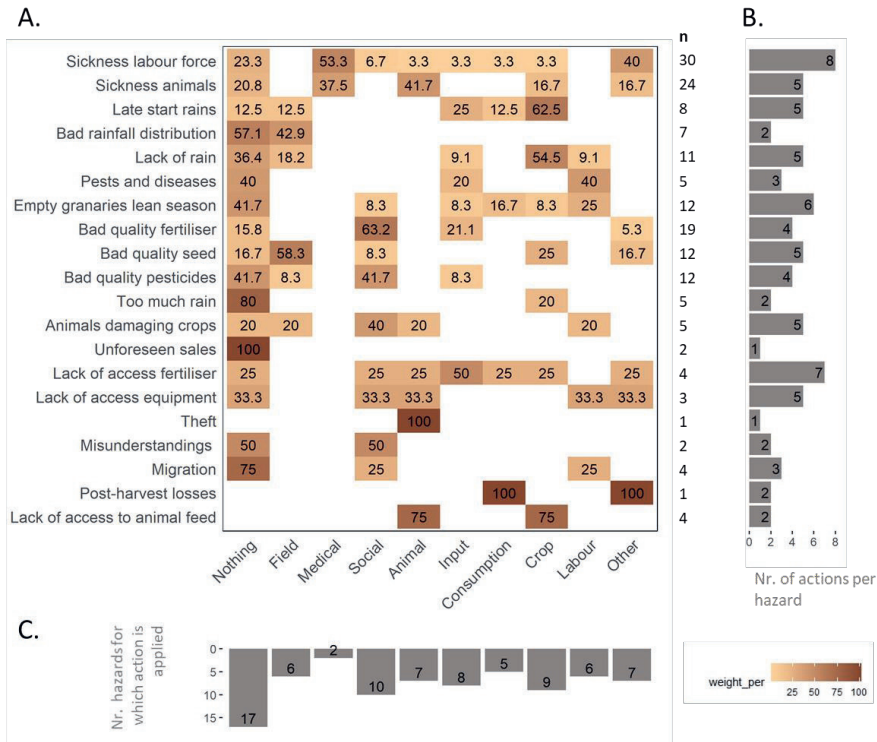 A.
B.
n
Sickness labour force 23.3 53.3 6.7 3.3 3.3 3.3 3.3 40 30 8
Sickness animals 20.8 37.5 41.7 16.7 16.7 24 5
Late start rains 12.5 12.5 25 12.5 62.5 8 5
Bad rainfall distribution 57.1 42.9 7 2
Lack of rain 36.4 18.2 9.1 54.5 9.1 11 5
Pests and diseases 40 20 40 5 3
Empty granaries lean season 41.7 8.3 8.3 16.7 8.3 25 12 6
Bad quality fertiliser 15.8 63.2 21.1 5.3 19 4
Bad quality seed 16.7 58.3 8.3 25 16.7 12 5
Bad quality pesticides 41.7 8.3 41.7 8.3 12 4
Too much rain 80 20 5 2
Animals damaging crops 20 20 40 20 20 5 5
Unforeseen sales 100 2 1
Lack of access fertiliser 25 25 25 50 25 25 25 4 7
Lack of access equipment 33.3 33.3 33.3 33.3 33.3 3 5
Theft 100 1 1
Misunderstandings 50 50 2 2
Migration 75 25 25 4 3
Post-harvest losses 100 100 1 2
Lack of access to animal feed 75 75 4 2
0 2 4 6 8
Nothing Field Medical Social Animal Input Consumption Crop Labour Other
Nr. of actions per
hazard
C.
Nr. hazards for
which action is
applied
0
5
10
15
17 6 2 10 7 8 5 9 6 7
weight_per
25 50 75 100